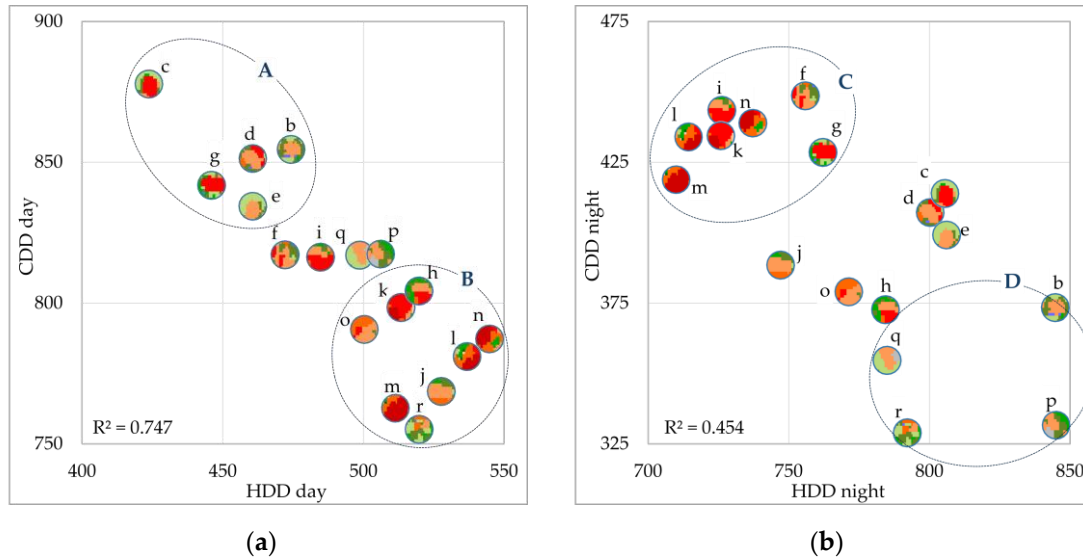 900
850
800
750
CDD day
400
450
500
550
HDD day
R² = 0.747
A
B
c
d
b
g
e
f
i
q
p
h
k
o
n
l
j
m
r
(a)
475
425
375
325
CDD night
700
750
800
850
HDD night
R² = 0.454
C
D
f
i
n
l
k
g
m
c
d
e
j
o
h
b
q
r
p
(b)